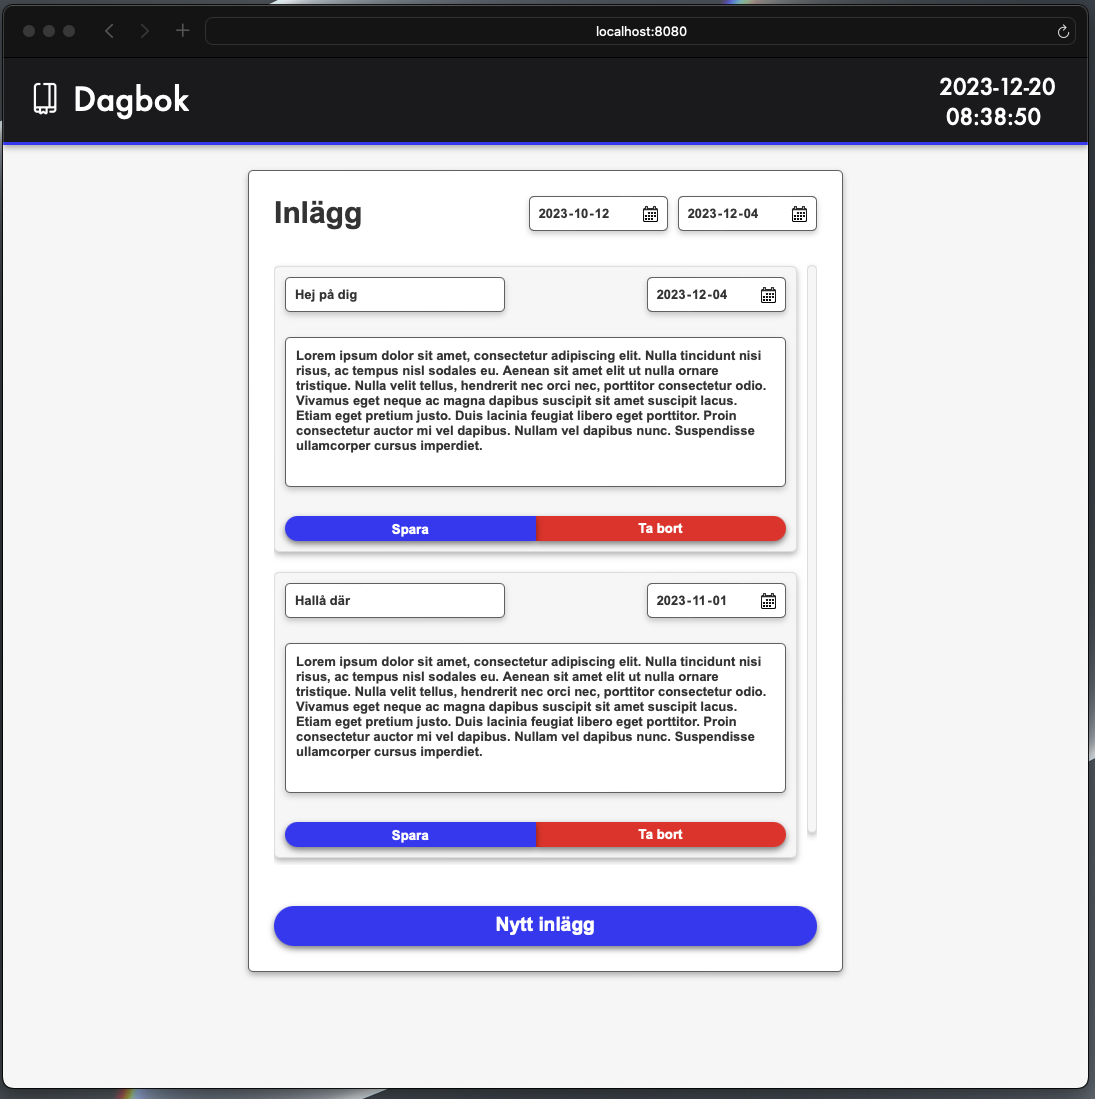 localhost:8080
Dagbok
2023-12-20
08:38:50
Inlägg
2023-10-12
2023-12-04
Hej på dig
2023-12-04
Lorem ipsum dolor sit amet, consectetur adipiscing elit. Nulla tincidunt nisi
risus, ac tempus nisl sodales eu. Aenean sit amet elit ut nulla ornare
tristique. Nulla velit tellus, hendrerit nec orci nec, porttitor consectetur odio.
Vivamus eget neque ac magna dapibus suscipit sit amet suscipit lacus.
Etiam eget pretium justo. Duis lacinia feugiat libero eget porttitor. Proin
consectetur auctor mi vel dapibus. Nullam vel dapibus nunc. Suspendisse
ullamcorper cursus imperdiet.
Spara
Ta bort
Hallå där
2023-11-01
Lorem ipsum dolor sit amet, consectetur adipiscing elit. Nulla tincidunt nisi
risus, ac tempus nisl sodales eu. Aenean sit amet elit ut nulla ornare
tristique. Nulla velit tellus, hendrerit nec orci nec, porttitor consectetur odio.
Vivamus eget neque ac magna dapibus suscipit sit amet suscipit lacus.
Etiam eget pretium justo. Duis lacinia feugiat libero eget porttitor. Proin
consectetur auctor mi vel dapibus. Nullam vel dapibus nunc. Suspendisse
ullamcorper cursus imperdiet.
Spara
Ta bort
Nytt inlägg